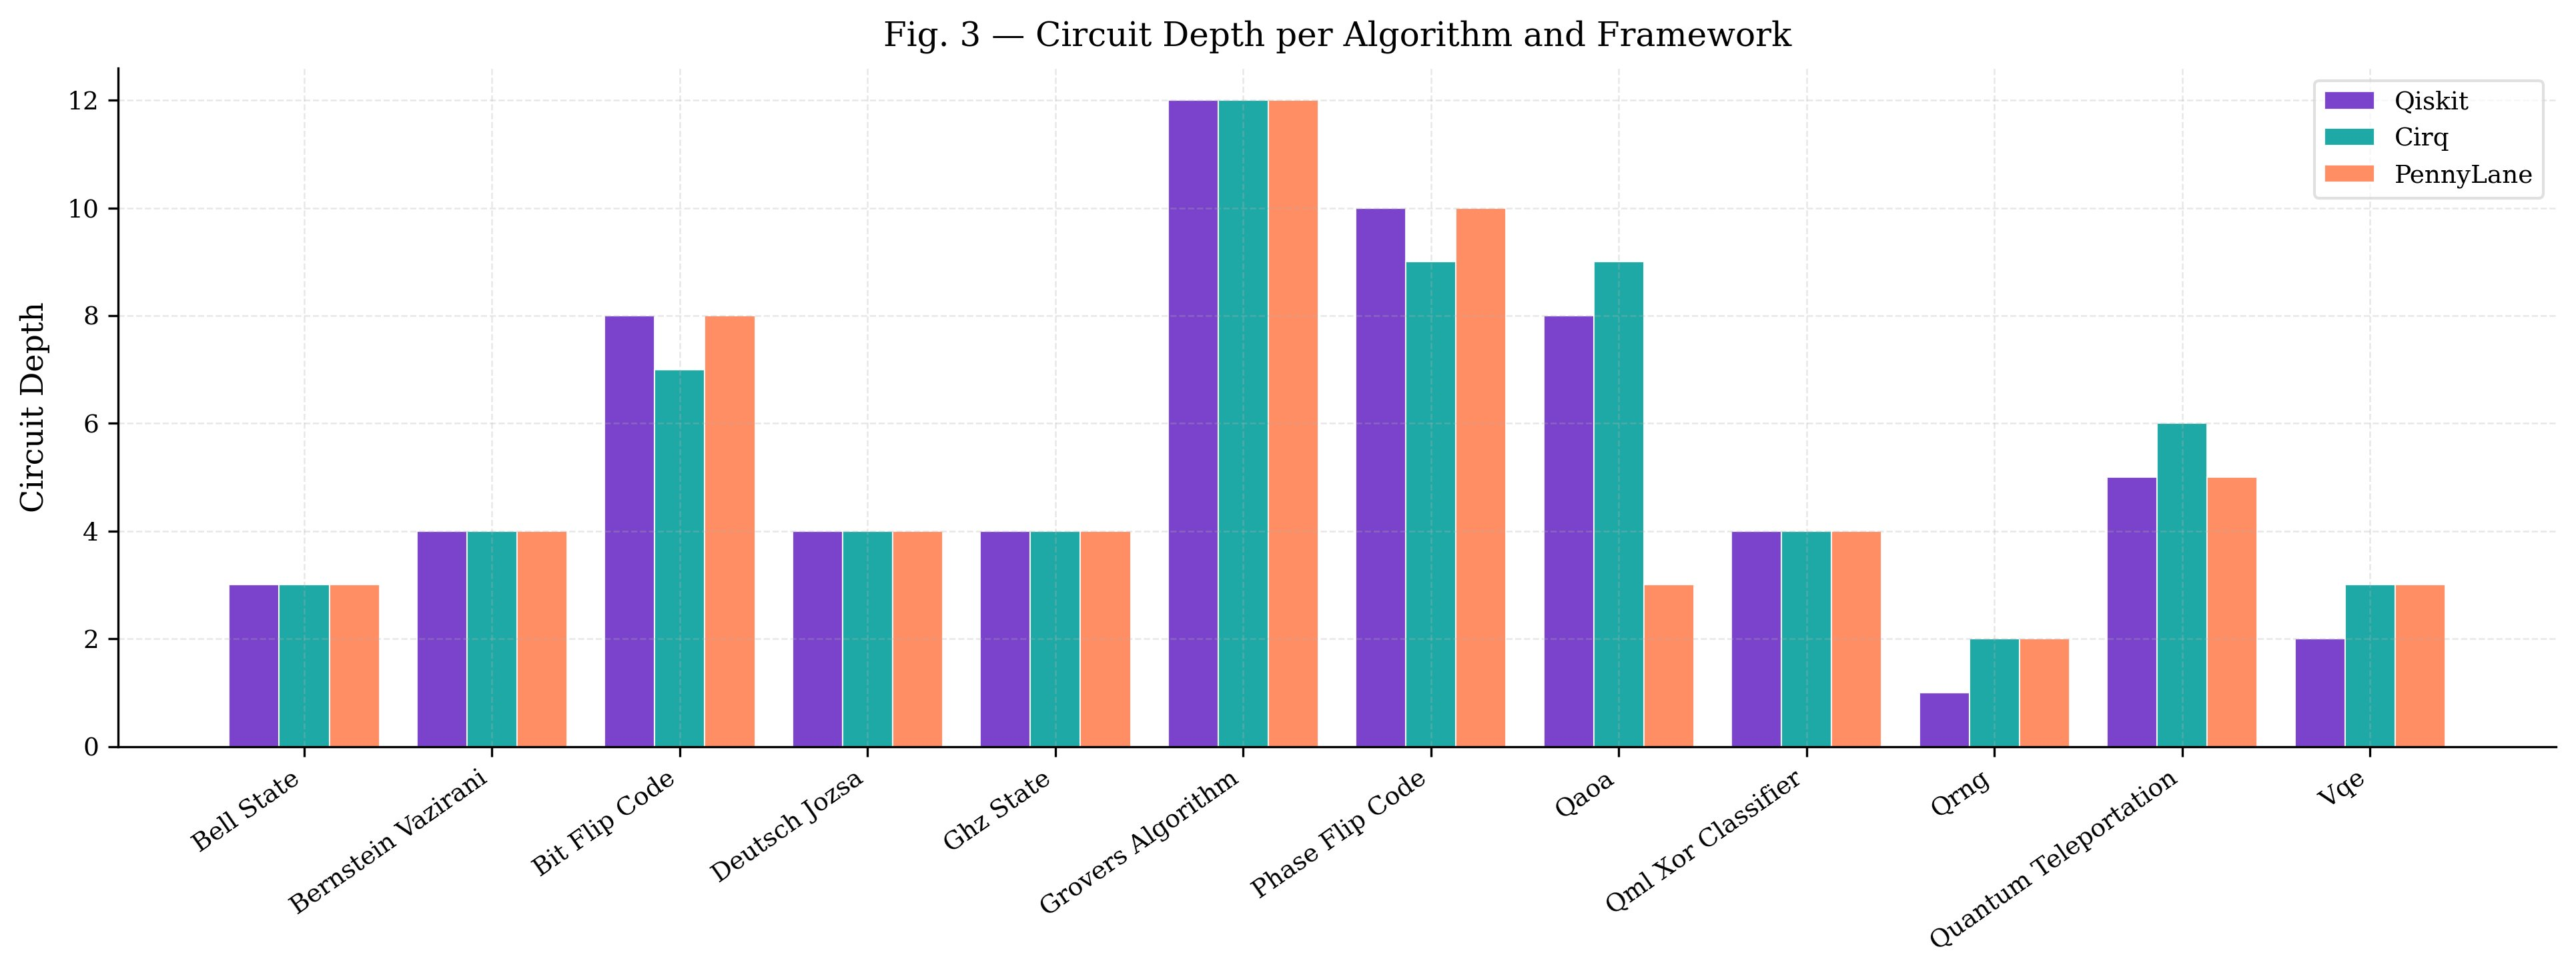 Fig. 3 — Circuit Depth per Algorithm and Framework
Qiskit
Cirq
PennyLane
Circuit Depth
12
10
8
6
4
2
0
Bell State
Bernstein Vazirani
Bit Flip Code
Deutsch Jozsa
Ghz State
Grovers Algorithm
Phase Flip Code
Qaoa
Qml Xor Classifier
Qrng
Quantum Teleportation
Vqe